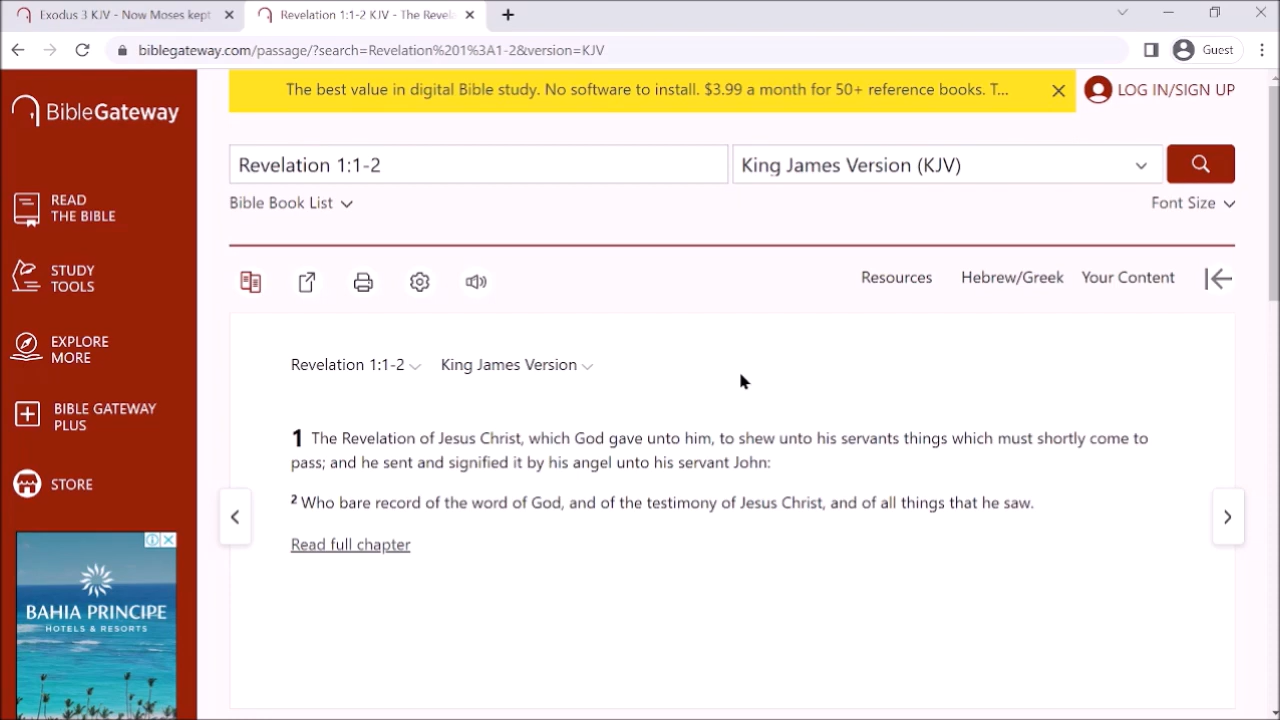 Exodus 3 KJV - Now Moses kept
Revelation 1:1-2 KJV - The Revela
biblegateway.com/passage/?search=Revelation%201%3A1-2&version=KJV
Guest
BibleGateway
The best value in digital Bible study. No software to install. $3.99 a month for 50+ reference books. T...
LOG IN/SIGN UP
Revelation 1:1-2
King James Version (KJV)
Bible Book List
Font Size
READ
THE BIBLE
STUDY
TOOLS
EXPLORE
MORE
BIBLE GATEWAY
PLUS
STORE
Resources
Hebrew/Greek
Your Content
Revelation 1:1-2
King James Version
1 The Revelation of Jesus Christ, which God gave unto him, to shew unto his servants things which must shortly come to
pass; and he sent and signified it by his angel unto his servant John:
2 Who bare record of the word of God, and of the testimony of Jesus Christ, and of all things that he saw.
Read full chapter
BAHIA PRINCIPE
HOTELS & RESORTS